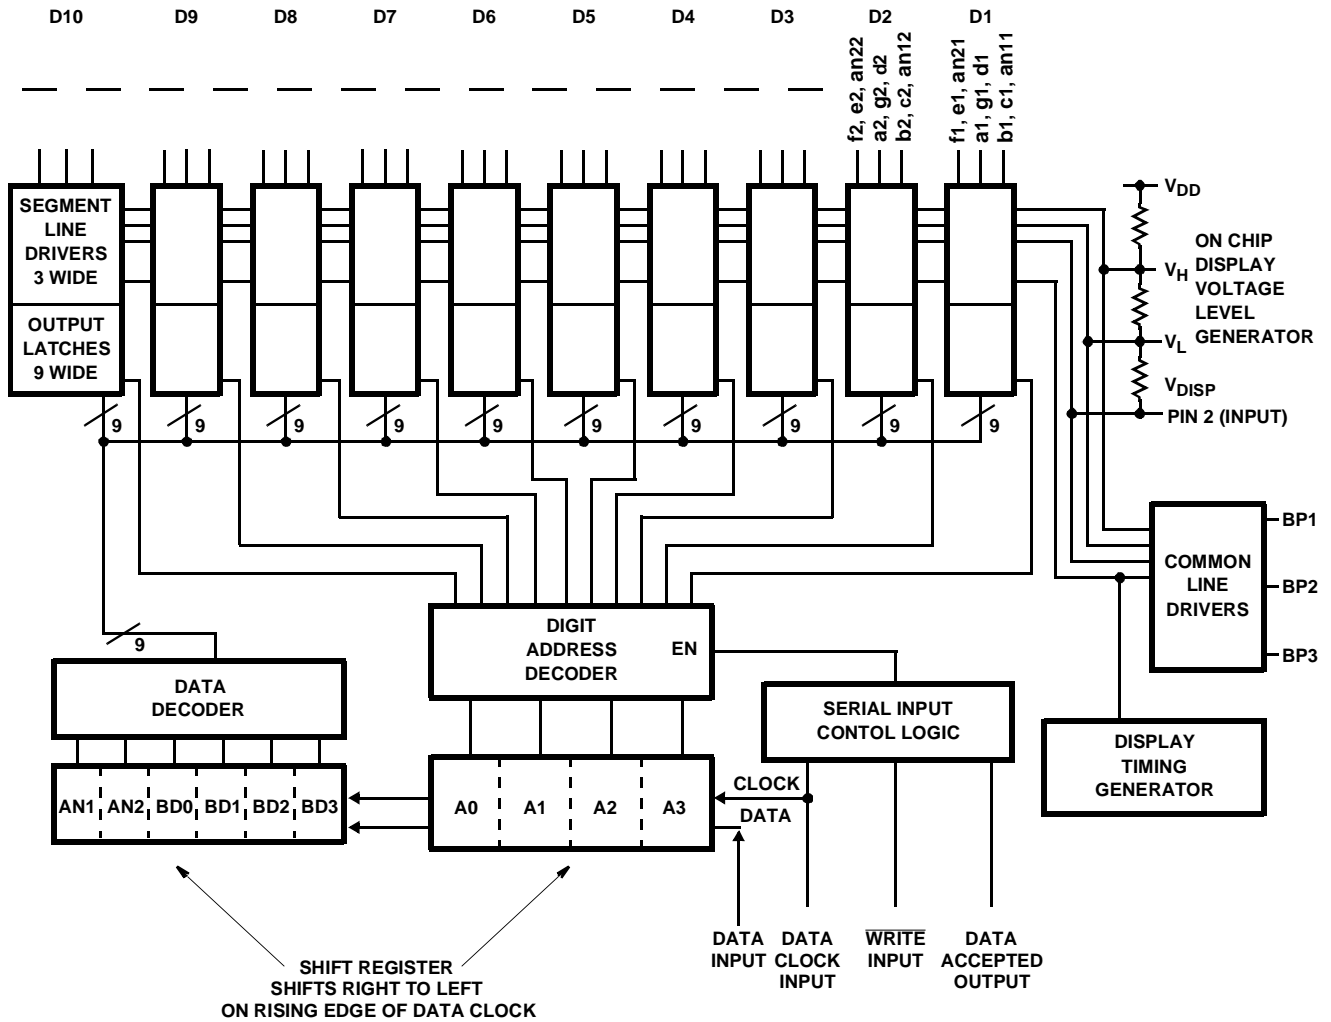 D10 D9 D8 D7 D6 D5 D4 D3 D2 D1
f2, e2, an22
a2, g2, d2
b2, c2, an12
f1, e1, an21
a1, g1, d1
b1, c1, an11
SEGMENT
LINE
DRIVERS
3 WIDE
OUTPUT
LATCHES
9 WIDE
VDD
VH
VL
VDISP
PIN 2 (INPUT)
ON CHIP
DISPLAY
VOLTAGE
LEVEL
GENERATOR
9 9 9 9 9 9 9 9 9 9
9
COMMON
LINE
DRIVERS
BP1
BP2
BP3
DIGIT
ADDRESS
DECODER
EN
DATA
DECODER
SERIAL INPUT
CONTOL LOGIC
DISPLAY
TIMING
GENERATOR
AN1 AN2 BD0 BD1 BD2 BD3
A0 A1 A2 A3
CLOCK
DATA
DATA
INPUT
DATA
CLOCK
INPUT
WRITE
INPUT
DATA
ACCEPTED
OUTPUT
SHIFT REGISTER
SHIFTS RIGHT TO LEFT
ON RISING EDGE OF DATA CLOCK